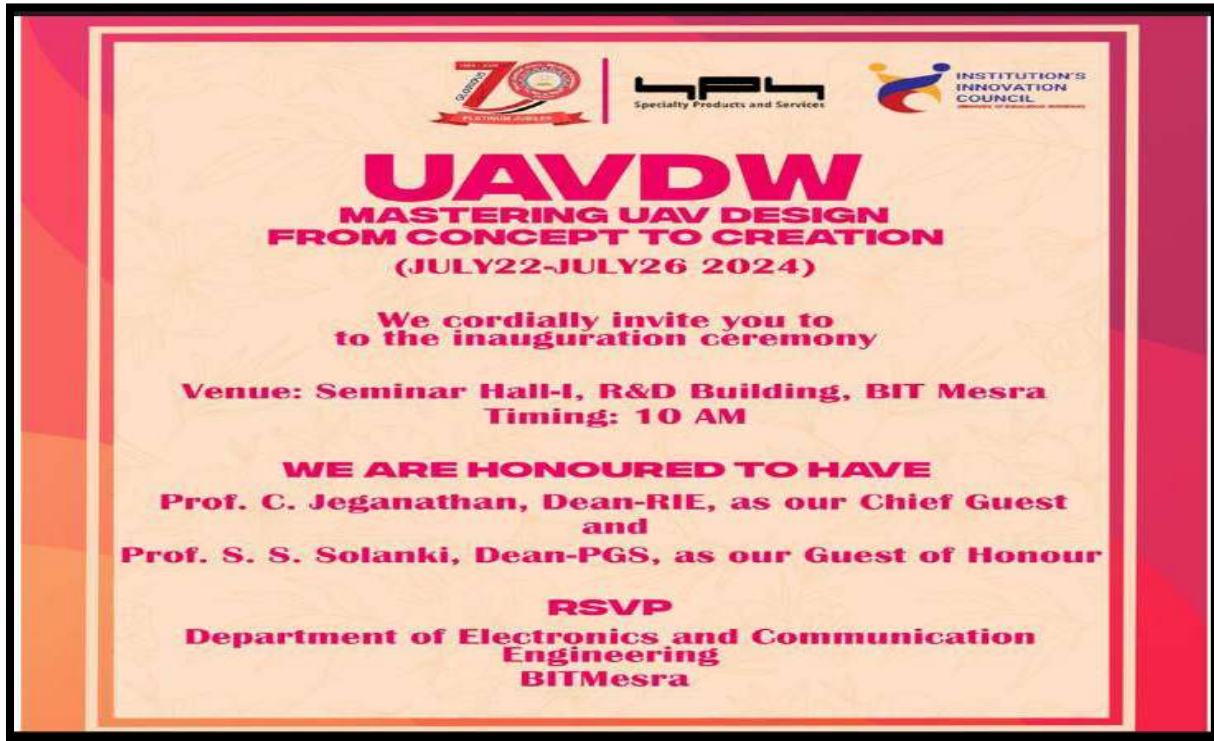 GLORIOUS
70
PLATINUM JUBILEE
SPS
Specialty Products and Services
INSTITUTION'S
INNOVATION
COUNCIL
UAVDW
MASTERING UAV DESIGN
FROM CONCEPT TO CREATION
(JULY22-JULY26 2024)
We cordially invite you to
to the inauguration ceremony
Venue: Seminar Hall-I, R&D Building, BIT Mesra
Timing: 10 AM
WE ARE HONOURED TO HAVE
Prof. C. Jeganathan, Dean-RIE, as our Chief Guest
and
Prof. S. S. Solanki, Dean-PGS, as our Guest of Honour
RSVP
Department of Electronics and Communication
Engineering
BITMesra